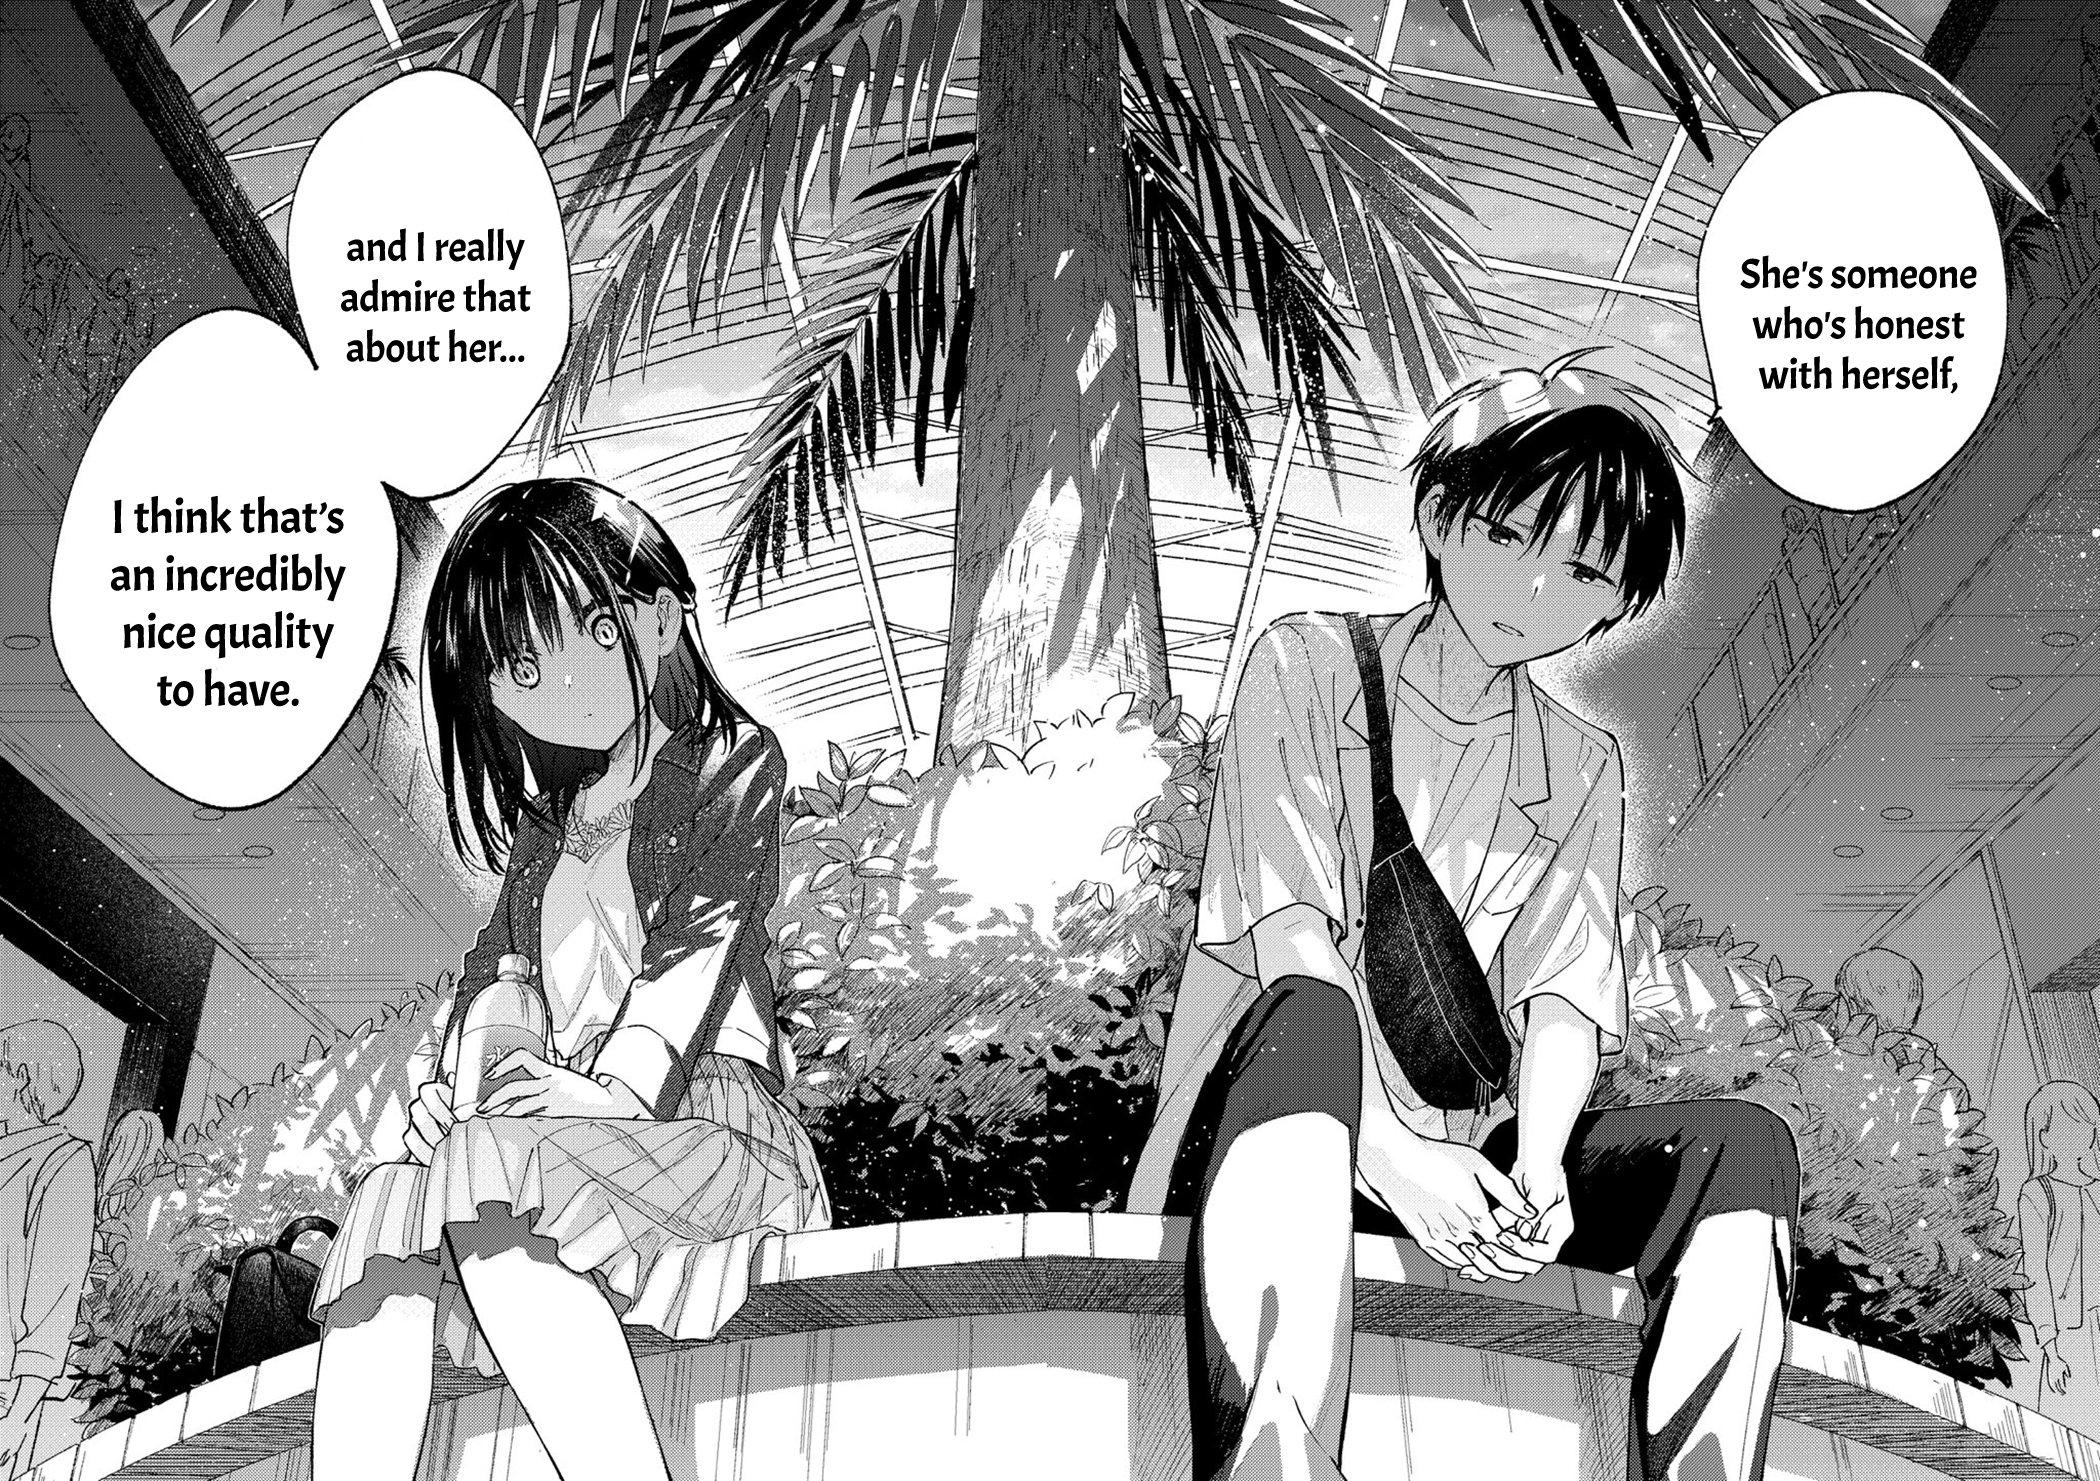 She's someone
who's honest
with herself,
and I really
admire that
about her...
I think that's
an incredibly
nice quality
to have.